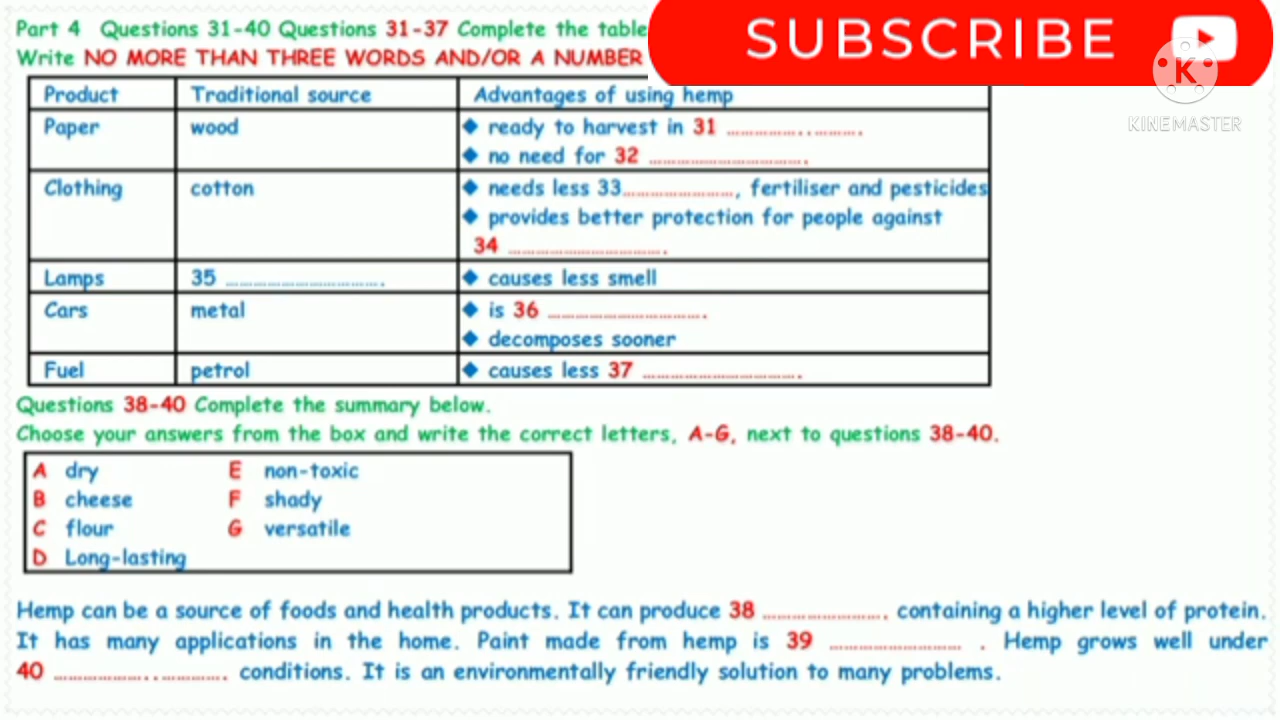 Part 4 Questions 31-40 Questions 31-37 Complete the table
SUBSCRIBE
Write NO MORE THAN THREE WORDS AND/OR A NUMBER
K
KINEMASTER
Product Traditional source Advantages of using hemp
Paper wood ◆ ready to harvest in 31 ……………..……….
◆ no need for 32 …………………………….
Clothing cotton ◆ needs less 33……………………, fertiliser and pesticides
◆ provides better protection for people against
34 …………………………….
Lamps 35 ……………………………. ◆ causes less smell
Cars metal ◆ is 36 …………………………….
◆ decomposes sooner
Fuel petrol ◆ causes less 37 …………………………….
Questions 38-40 Complete the summary below.
Choose your answers from the box and write the correct letters, A-G, next to questions 38-40.
A dry E non-toxic
B cheese F shady
C flour G versatile
D Long-lasting
Hemp can be a source of foods and health products. It can produce 38 ……………………. containing a higher level of protein.
It has many applications in the home. Paint made from hemp is 39 ……………………… . Hemp grows well under
40 ………………..…………. conditions. It is an environmentally friendly solution to many problems.